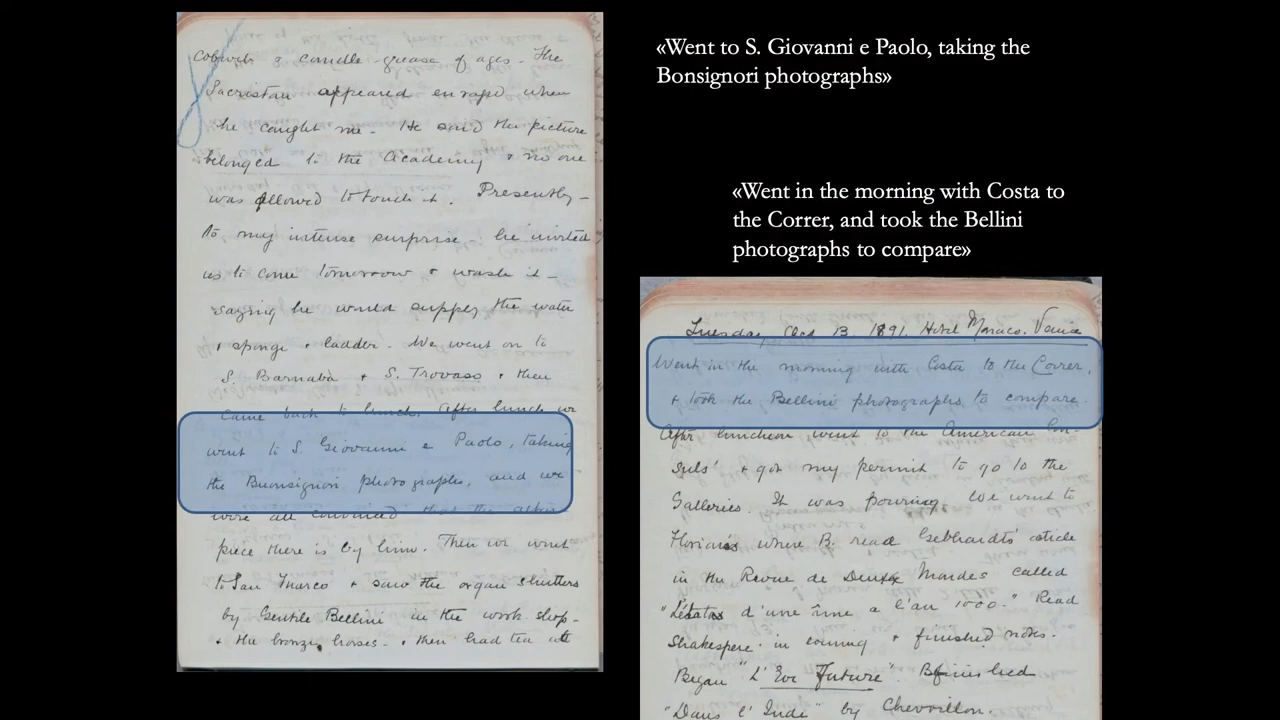 cobwebs & candle-grease of ages. The
Sacristan appeared enraged when
he caught me. He said the picture
belonged to the Academy & no one
was allowed to touch it. Presently -
to my intense surprise, he invited
us to come tomorrow & wash it -
saying he would supply the water
& sponge & ladder. We went on to
S. Barnabà & S. Trovaso & then
came back to lunch. After lunch we
went to S. Giovanni e Paolo, taking
the Buonsignori photographs, and we
were all convinced that the altar
piece there is by him. Then we went
to San Marco & saw the organ shutters
by Gentile Bellini in the work shop -
& the bronze horses - & then had tea at
«Went to S. Giovanni e Paolo, taking the
Bonsignori photographs»
«Went in the morning with Costa to
the Correr, and took the Bellini
photographs to compare»
Tuesday, Oct 13, 1891, Hotel Monaco, Venice
Went in the morning with Costa to the Correr,
& took the Bellini photographs to compare.
After luncheon went to the American Con-
suls' & got my permit to go to the
Galleries. It was pouring. We went to
Florian's where B. read Gebhardt's article
in the Revue de Deux Mondes called
d'une âme a l'an 1000." Read
Shakespere in evening & finished notes.
Began "L'Eve Future". B finished
"Dans l'Inde" by Chevrillon.